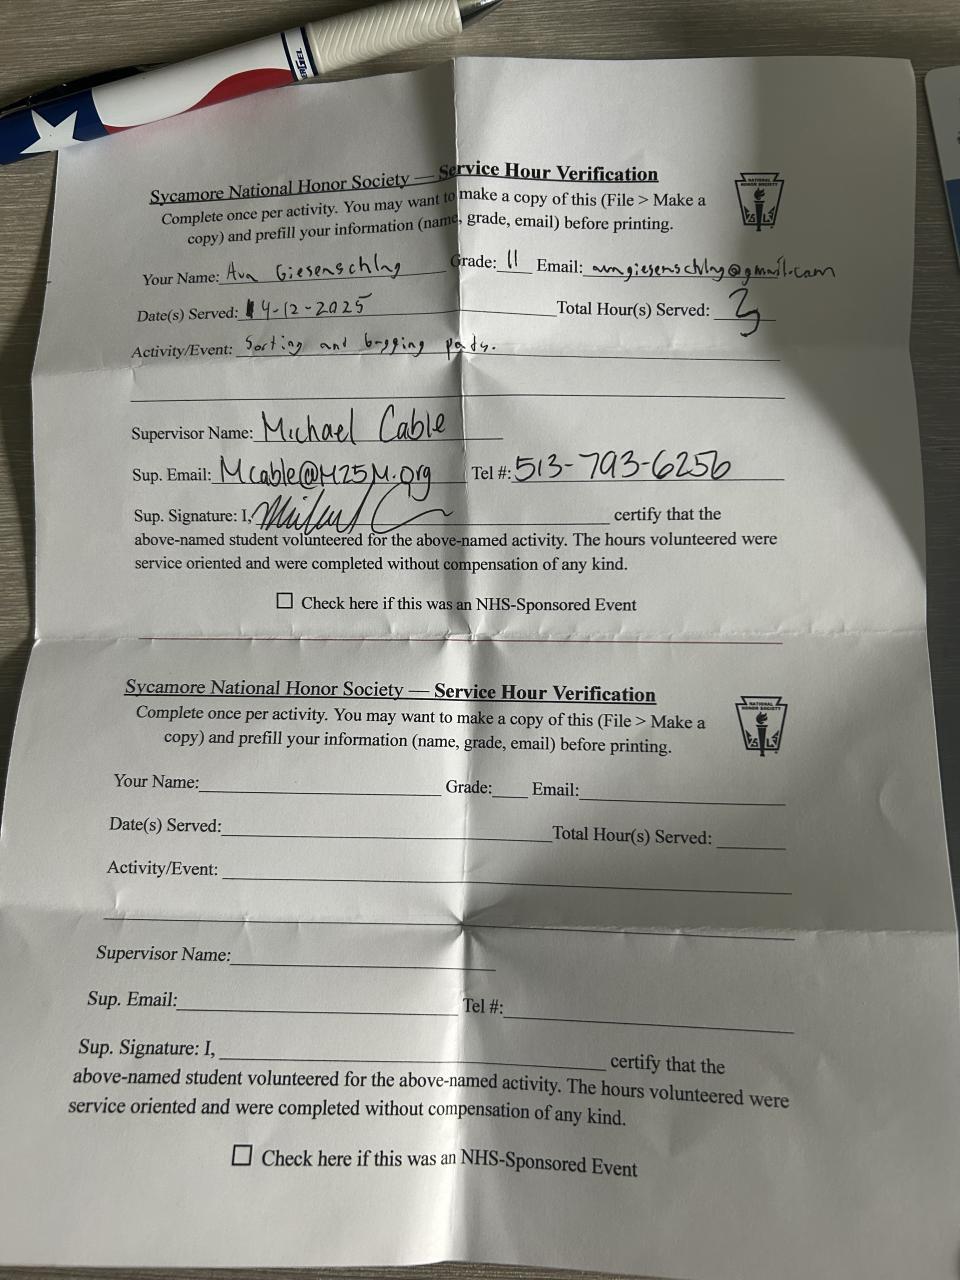 Sycamore National Honor Society — Service Hour Verification
Complete once per activity. You may want to make a copy of this (File > Make a
copy) and prefill your information (name, grade, email) before printing.
NATIONAL HONOR SOCIETY
Your Name: Ava Giesenschlag Grade: 11 Email: avagiesenschlag@gmail.com
Date(s) Served: 4-12-2025 Total Hour(s) Served: 3
Activity/Event: Sorting and bagging pads.
Supervisor Name: Michael Cable
Sup. Email: Mcable@M25M.org Tel #: 513-793-6256
Sup. Signature: I, certify that the
above-named student volunteered for the above-named activity. The hours volunteered were
service oriented and were completed without compensation of any kind.
Check here if this was an NHS-Sponsored Event
Sycamore National Honor Society — Service Hour Verification
Complete once per activity. You may want to make a copy of this (File > Make a
copy) and prefill your information (name, grade, email) before printing.
NATIONAL HONOR SOCIETY
Your Name: Grade: Email:
Date(s) Served: Total Hour(s) Served:
Activity/Event:
Supervisor Name:
Sup. Email: Tel #:
Sup. Signature: I, certify that the
above-named student volunteered for the above-named activity. The hours volunteered were
service oriented and were completed without compensation of any kind.
Check here if this was an NHS-Sponsored Event